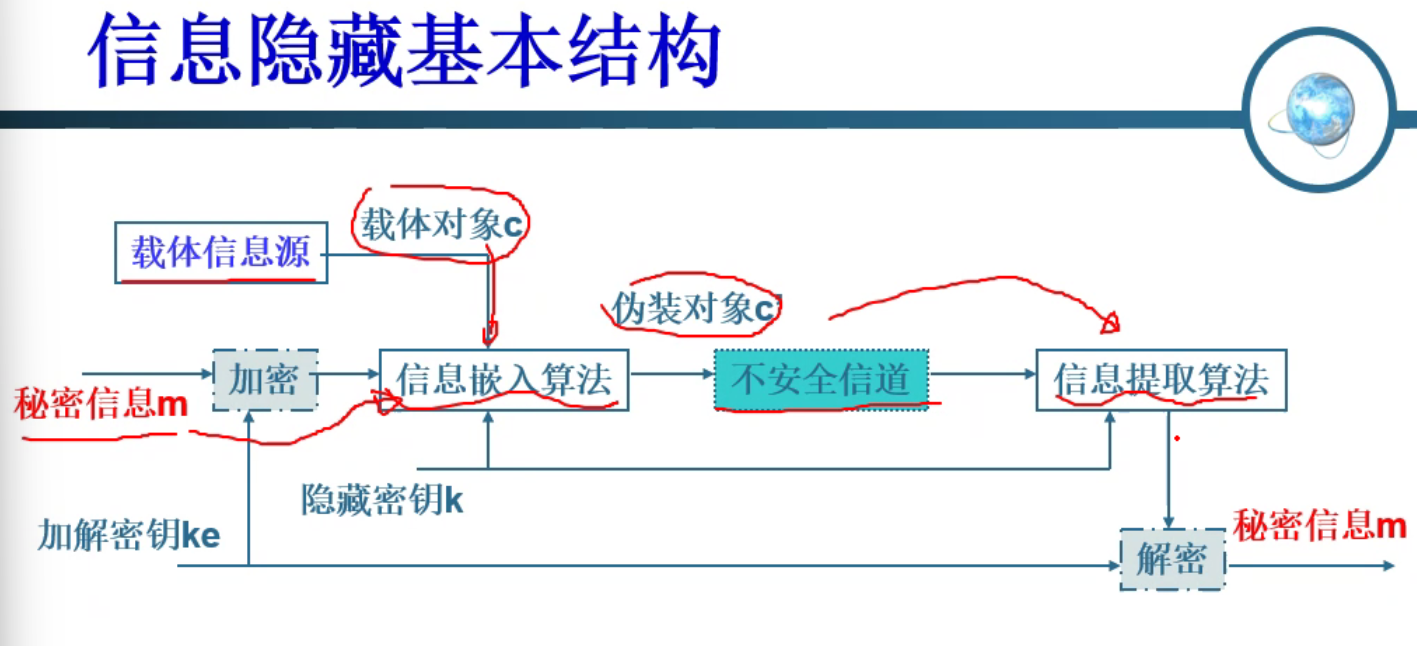 信息隐藏基本结构
载体对象c
载体信息源
伪装对象c'
加密
信息嵌入算法
不安全信道
信息提取算法
秘密信息m
隐藏密钥k
加解密钥ke
秘密信息m
解密